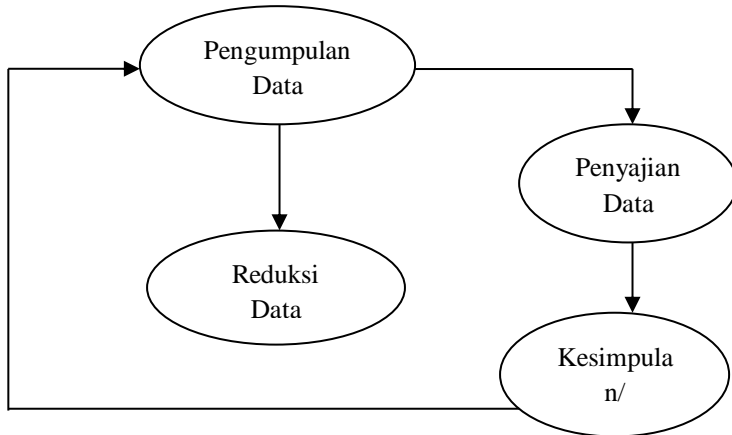 Pengumpulan
Data
Penyajian
Data
Reduksi
Data
Kesimpula
n/